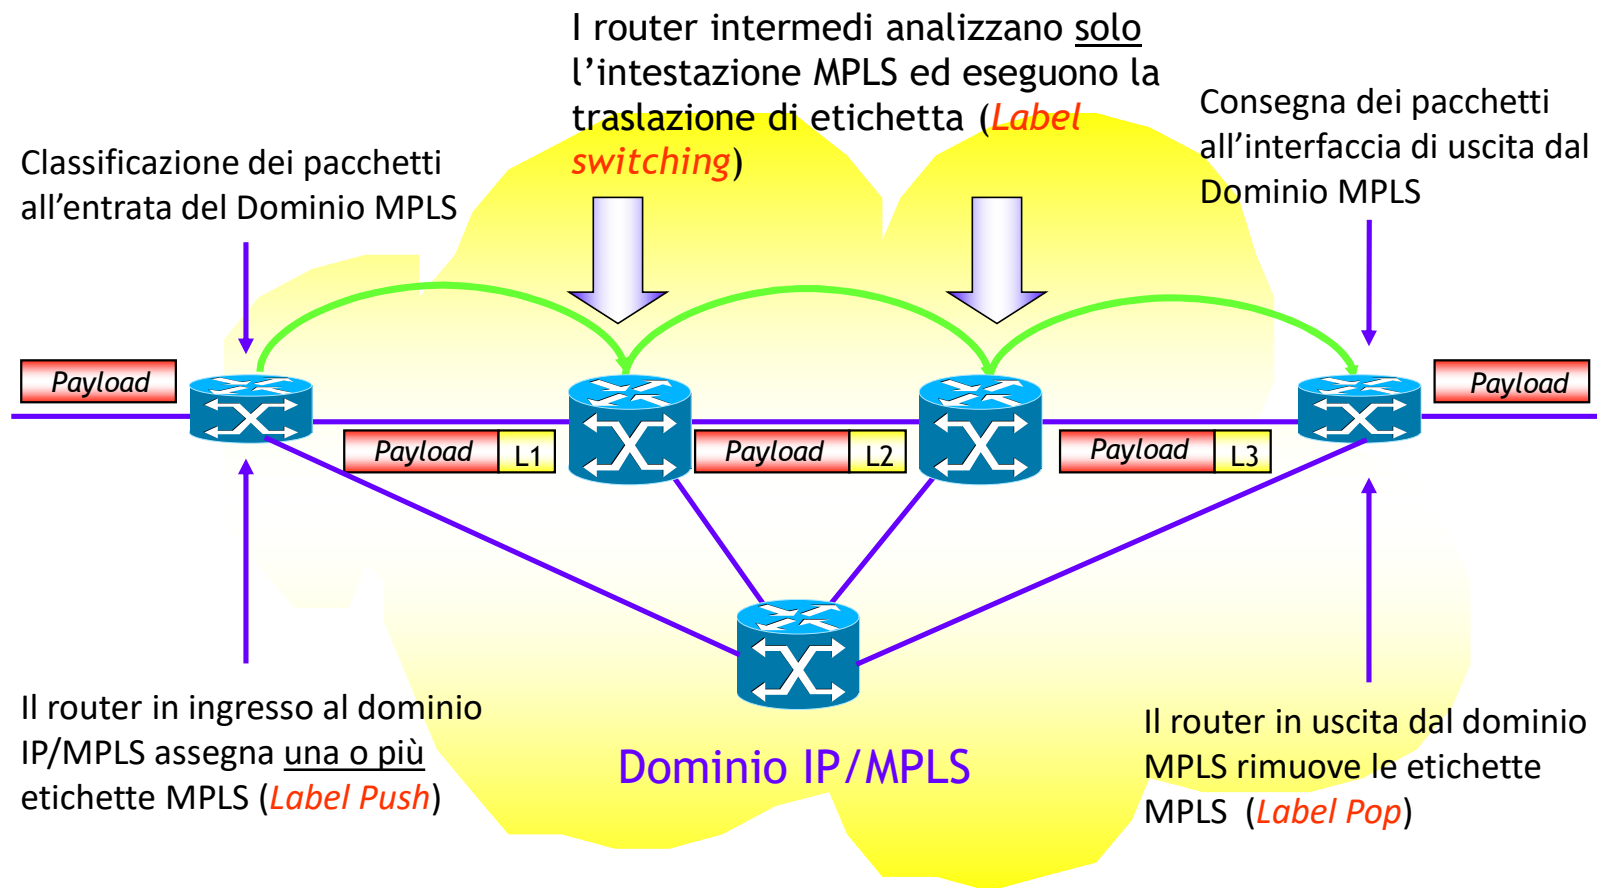 I router intermedi analizzano solo
l’intestazione MPLS ed eseguono la
traslazione di etichetta (Label
switching)
Classificazione dei pacchetti
all’entrata del Dominio MPLS
Consegna dei pacchetti
all’interfaccia di uscita dal
Dominio MPLS
Payload
Payload
Payload L1
Payload L2
Payload L3
Il router in ingresso al dominio
IP/MPLS assegna una o più
etichette MPLS (Label Push)
Dominio IP/MPLS
Il router in uscita dal dominio
MPLS rimuove le etichette
MPLS (Label Pop)